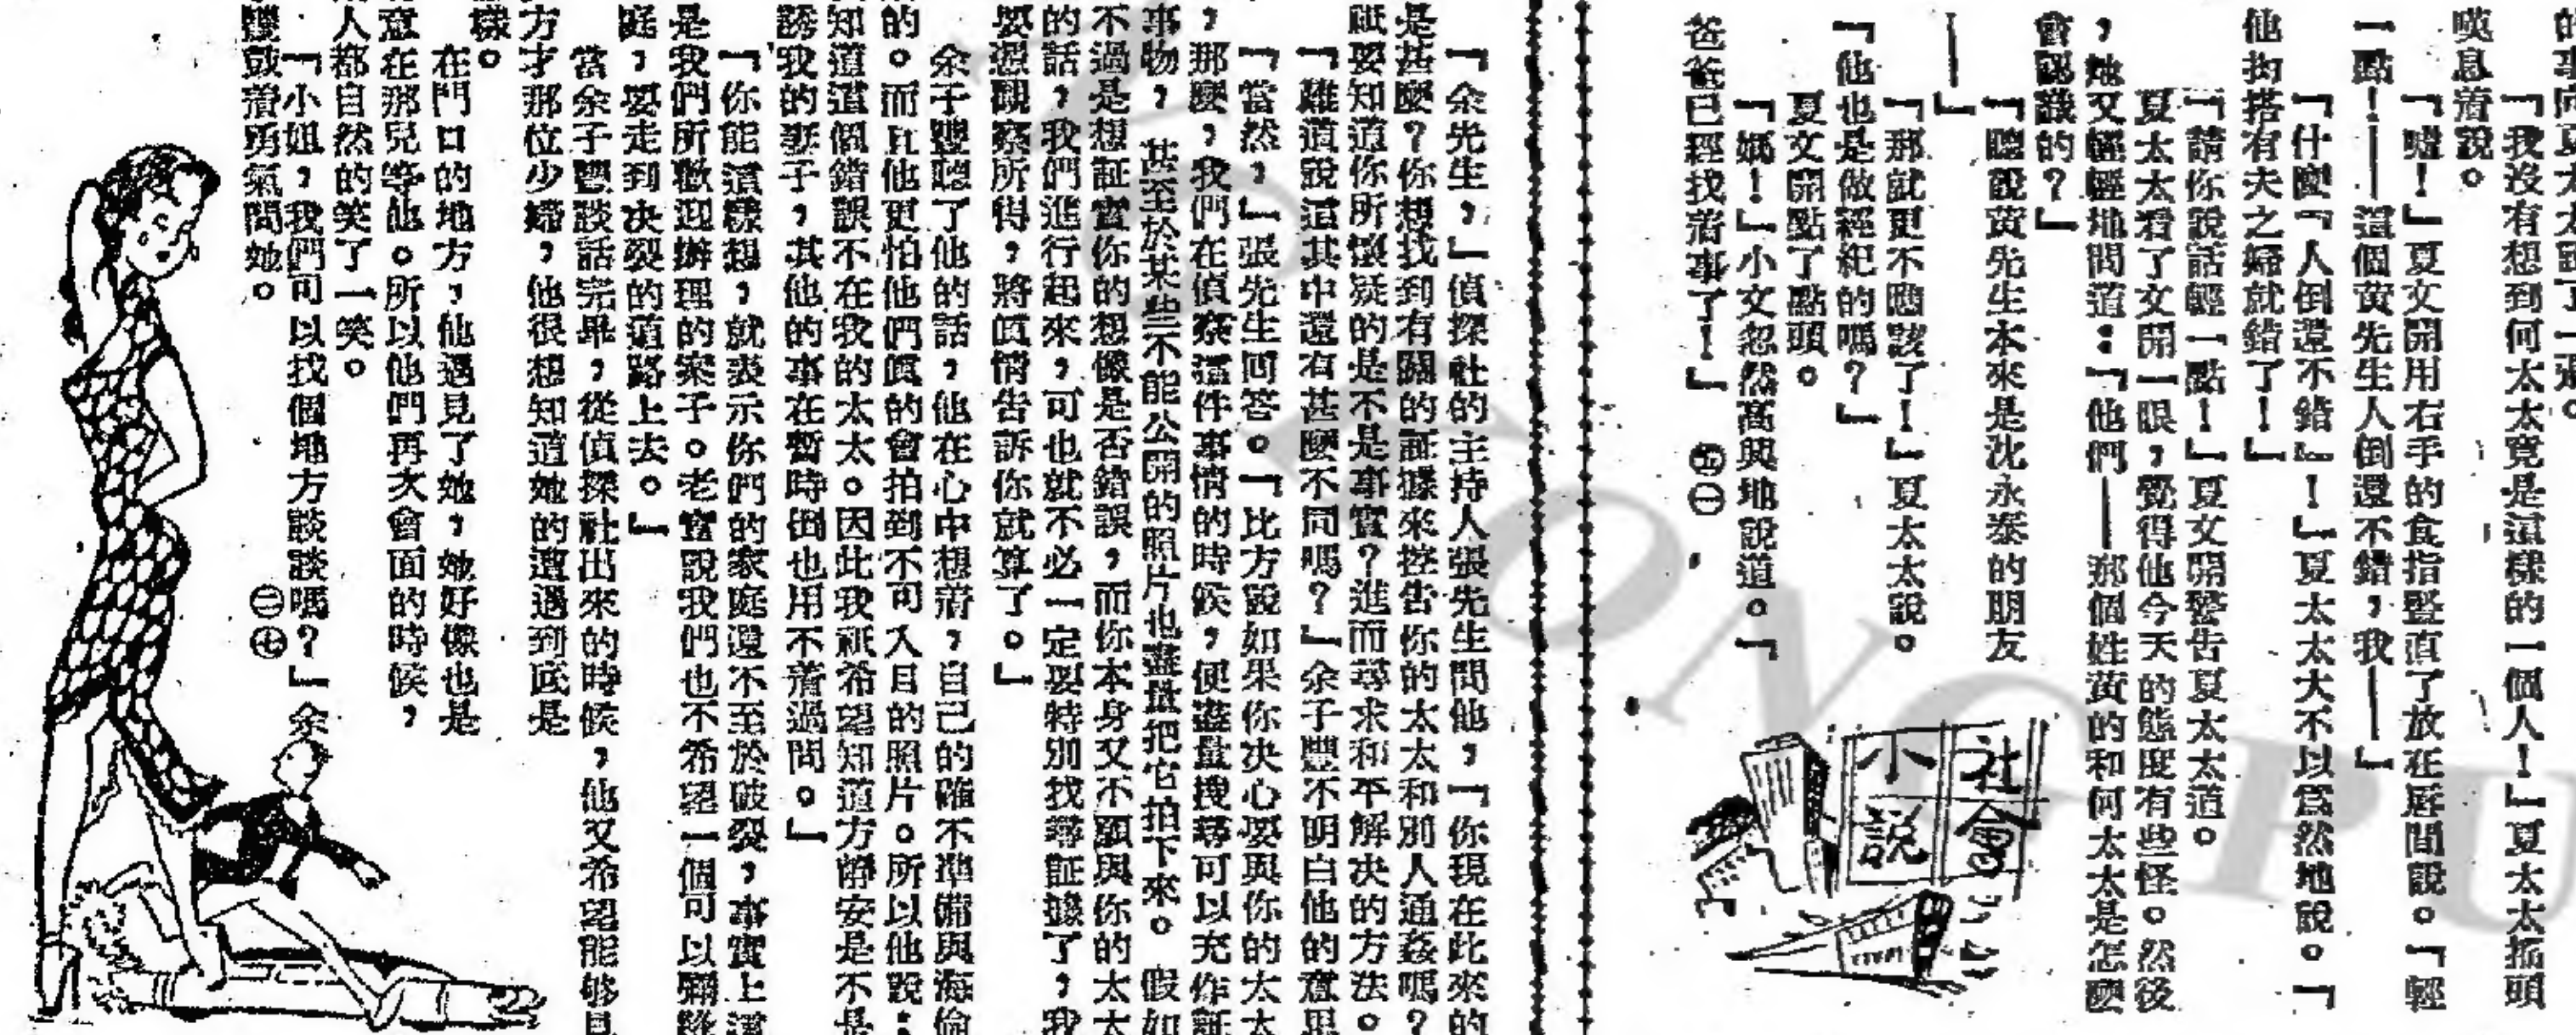 「我沒有想到何太太竟是這樣的一個人！」夏太太搖頭
嘆息着說。
「噓！」夏文開用右手的食指豎直了放在唇間說。「輕
一點！——這個黄先生人倒還不錯，我——」
「什麼『人倒還不錯』！」夏太太大不以爲然地說。「
他抅搭有夫之婦就錯了！」
「請你說話輕一點！」夏文開警告夏太太道。
夏太太看了文開一眼，覺得他今天的態度有些怪。然後
，她又輕輕地問道：「他們——那個姓黄的和何太太是怎麽
會認識的？」
「聽說黄先生本來是沈永泰的朋友
——」
「那就更不應該了！」夏太太說。
「他也是做經紀的嗎？」
夏文開點了點頭。
「媽！」小文忽然高興地說道。「
爸爸已經找着事了！」 五一
社會
小說
「余先生，」偵探社的主持人張先生問他，「你現在此來的
是甚麼？你想找到有關的証據來控告你的太太和別人通姦嗎？
祗要知道你所懷疑的是不是事實？進而尋求和平解決的方法。
「難道說這其中還有甚麼不同嗎？」余子豐不明白他的意思
「當然，」張先生回答。「比方說如果你決心要與你的太太
，那麼，我們在偵察這件事情的時候，便盡量搜尋可以充作証
事物，甚至於某些不能公開的照片也盡量把它拍下來。假如
不過是想証實你的想像是否錯誤，而你本身又不願與你的太太
的話，我們進行起來，可也就不必一定要特別找尋証據了，我
要憑觀察所得，將眞情告訴你就算了。」
余子豐聽了他的話，他在心中想着，自己的確不準備與海倫
的。而且他更怕他們眞的會拍到不可入目的照片。所以他說：
知道這個錯誤不在我的太太。因此我祗希望知道方爵安是不是
誘我的妻子，其他的事在暫時倒也用不着過問。」
「你能這樣想，就表示你們的家庭還不至於破裂，事實上還
是我們所歡迎辦理的案子。老實說我們也不希望一個可以彌縫
庭，要走到決裂的道路上去。」
當余子豐談話完畢，從偵探社出來的時候，他又希望能够見
方才那位少婦，他很想知道她的遭遇到底是
樣。
在門口的地方，他遇見了她，她好像也是
意在那兒等他。所以他們再次會面的時候，
人都自然的笑了一笑。
「小姐，我們可以找個地方談談嗎？」余
豐鼓着勇氣問她。 二七